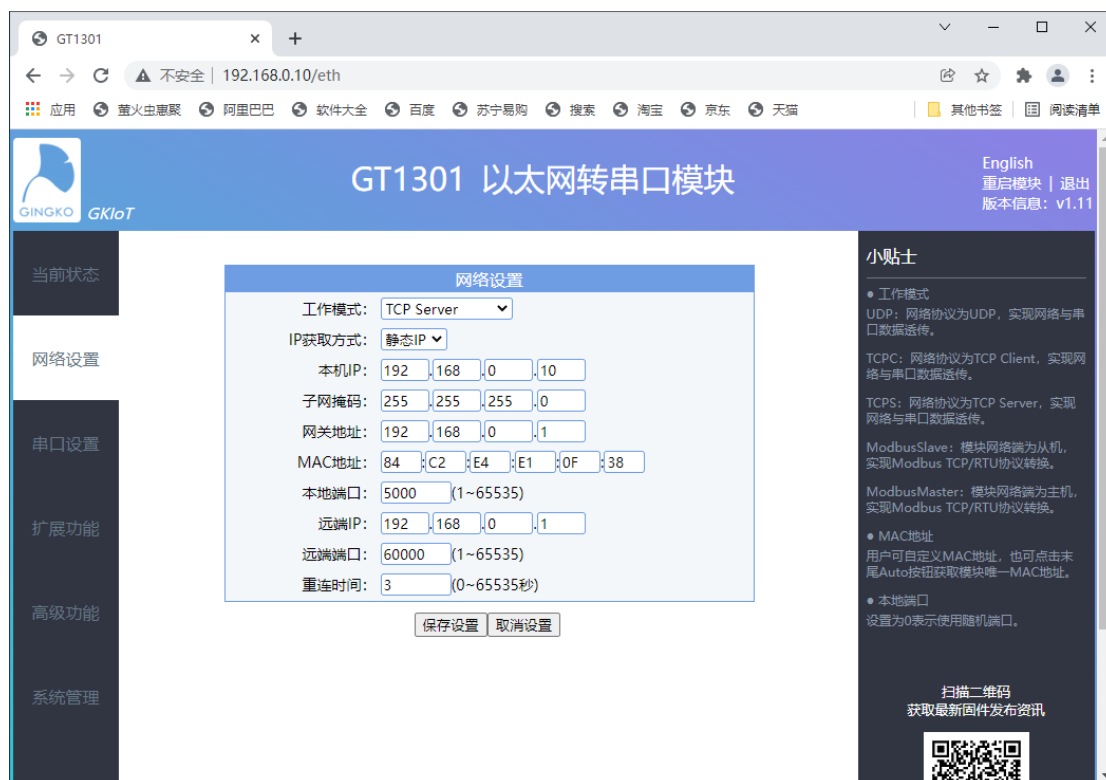 GT1301
不安全 192.168.0.10/eth
应用 萤火虫惠聚 阿里巴巴 软件大全 百度 苏宁易购 搜索 淘宝 京东 天猫 其他书签 阅读清单
GINGKO GKIoT
GT1301 以太网转串口模块
English
重启模块 | 退出
版本信息：v1.11
当前状态
网络设置
串口设置
扩展功能
高级功能
系统管理
网络设置
工作模式： TCP Server
IP获取方式： 静态IP
本机IP： 192 .168 .0 .10
子网掩码： 255 .255 .255 .0
网关地址： 192 .168 .0 .1
MAC地址： 84 :C2 :E4 :E1 :0F :38
本地端口： 5000 (1~65535)
远端IP： 192 .168 .0 .1
远端端口： 60000 (1~65535)
重连时间： 3 (0~65535秒)
保存设置 取消设置
小贴士
● 工作模式
UDP：网络协议为UDP，实现网络与串
口数据透传。
TCPC：网络协议为TCP Client，实现网
络与串口数据透传。
TCPS：网络协议为TCP Server，实现
网络与串口数据透传。
ModbusSlave：模块网络端为从机，
实现Modbus TCP/RTU协议转换。
ModbusMaster：模块网络端为主机，
实现Modbus TCP/RTU协议转换。
● MAC地址
用户可自定义MAC地址，也可点击末
尾Auto按钮获取模块唯一MAC地址。
● 本地端口
设置为0表示使用随机端口。
扫描二维码
获取最新固件发布资讯